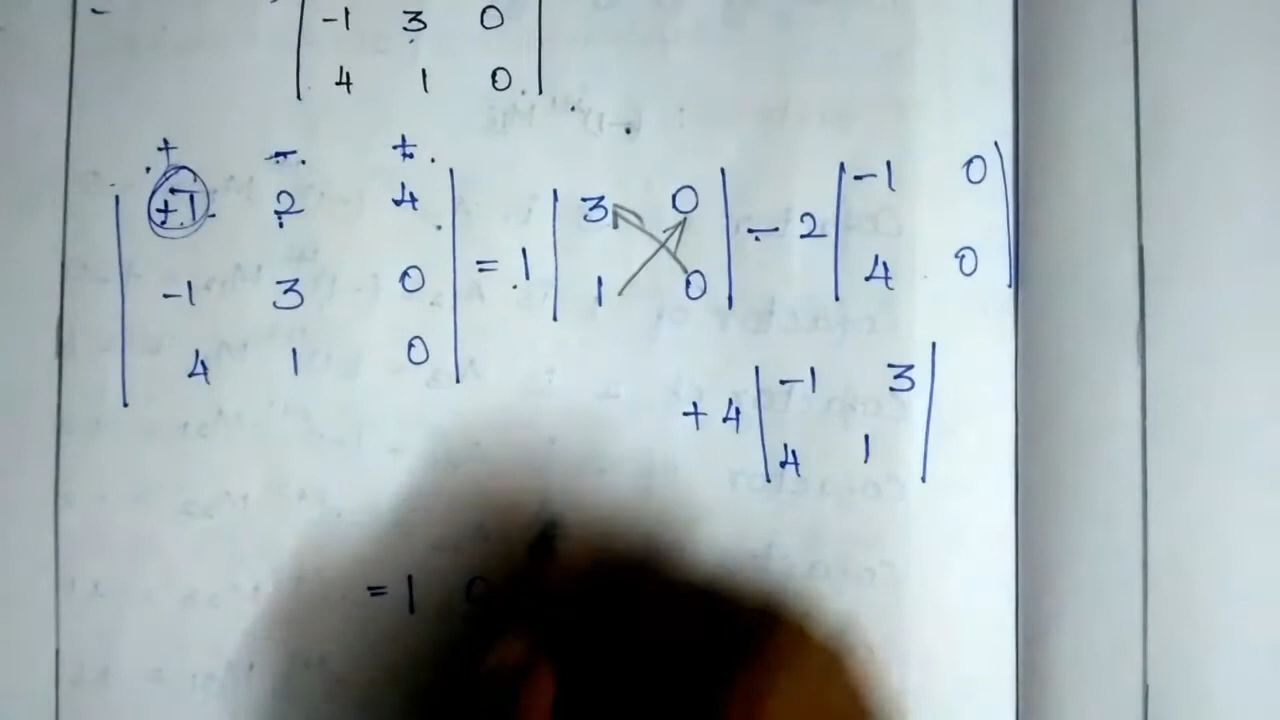 -1 3 0
4 1 0
+ - +
+1 2 4
-1 3 0
4 1 0
= 1
3 0
1 0
- 2
-1 0
4 0
+ 4
-1 3
4 1
= 1 0